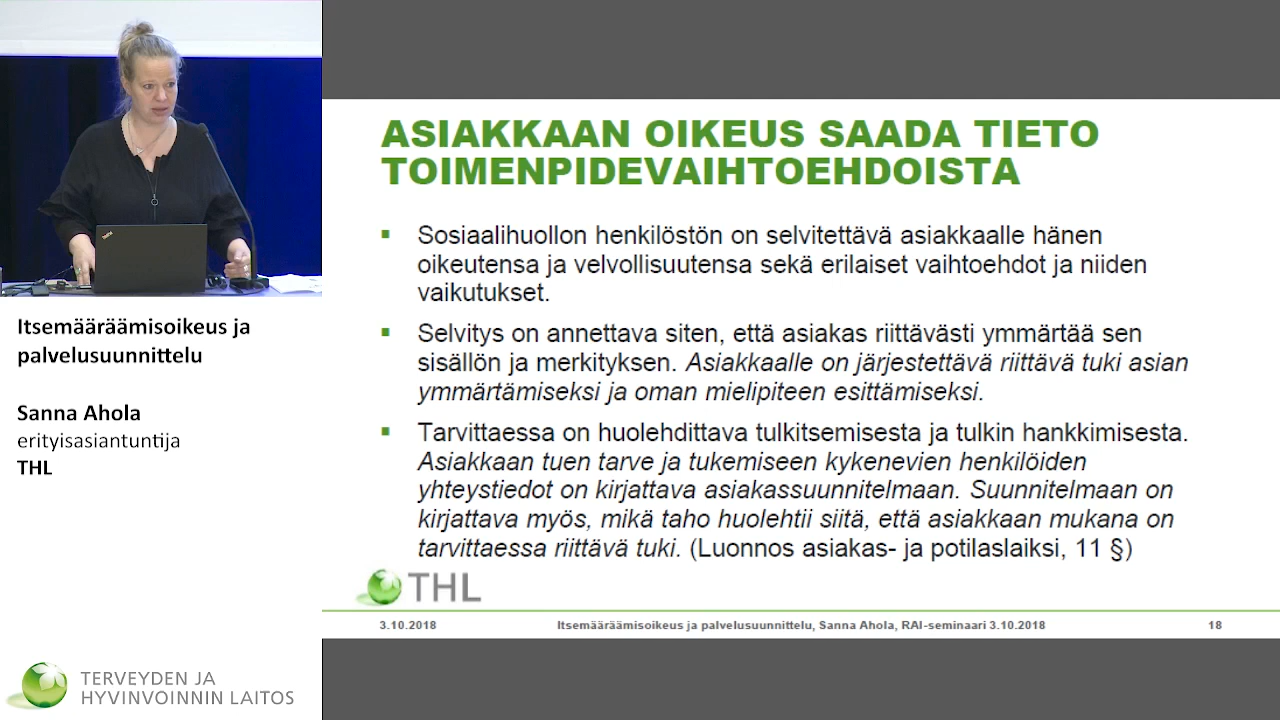 Itsemääräämisoikeus ja
palvelusuunnittelu
Sanna Ahola
erityisasiantuntija
THL
TERVEYDEN JA
HYVINVOINNIN LAITOS
ASIAKKAAN OIKEUS SAADA TIETO
TOIMENPIDEVAIHTOEHDOISTA
▪ Sosiaalihuollon henkilöstön on selvitettävä asiakkaalle hänen
oikeutensa ja velvollisuutensa sekä erilaiset vaihtoehdot ja niiden
vaikutukset.
▪ Selvitys on annettava siten, että asiakas riittävästi ymmärtää sen
sisällön ja merkityksen. Asiakkaalle on järjestettävä riittävä tuki asian
ymmärtämiseksi ja oman mielipiteen esittämiseksi.
▪ Tarvittaessa on huolehdittava tulkitsemisesta ja tulkin hankkimisesta.
Asiakkaan tuen tarve ja tukemiseen kykenevien henkilöiden
yhteystiedot on kirjattava asiakassuunnitelmaan. Suunnitelmaan on
kirjattava myös, mikä taho huolehtii siitä, että asiakkaan mukana on
tarvittaessa riittävä tuki. (Luonnos asiakas- ja potilaslaiksi, 11 §)
THL
3.10.2018 Itsemääräämisoikeus ja palvelusuunnittelu, Sanna Ahola, RAI-seminaari 3.10.2018 18